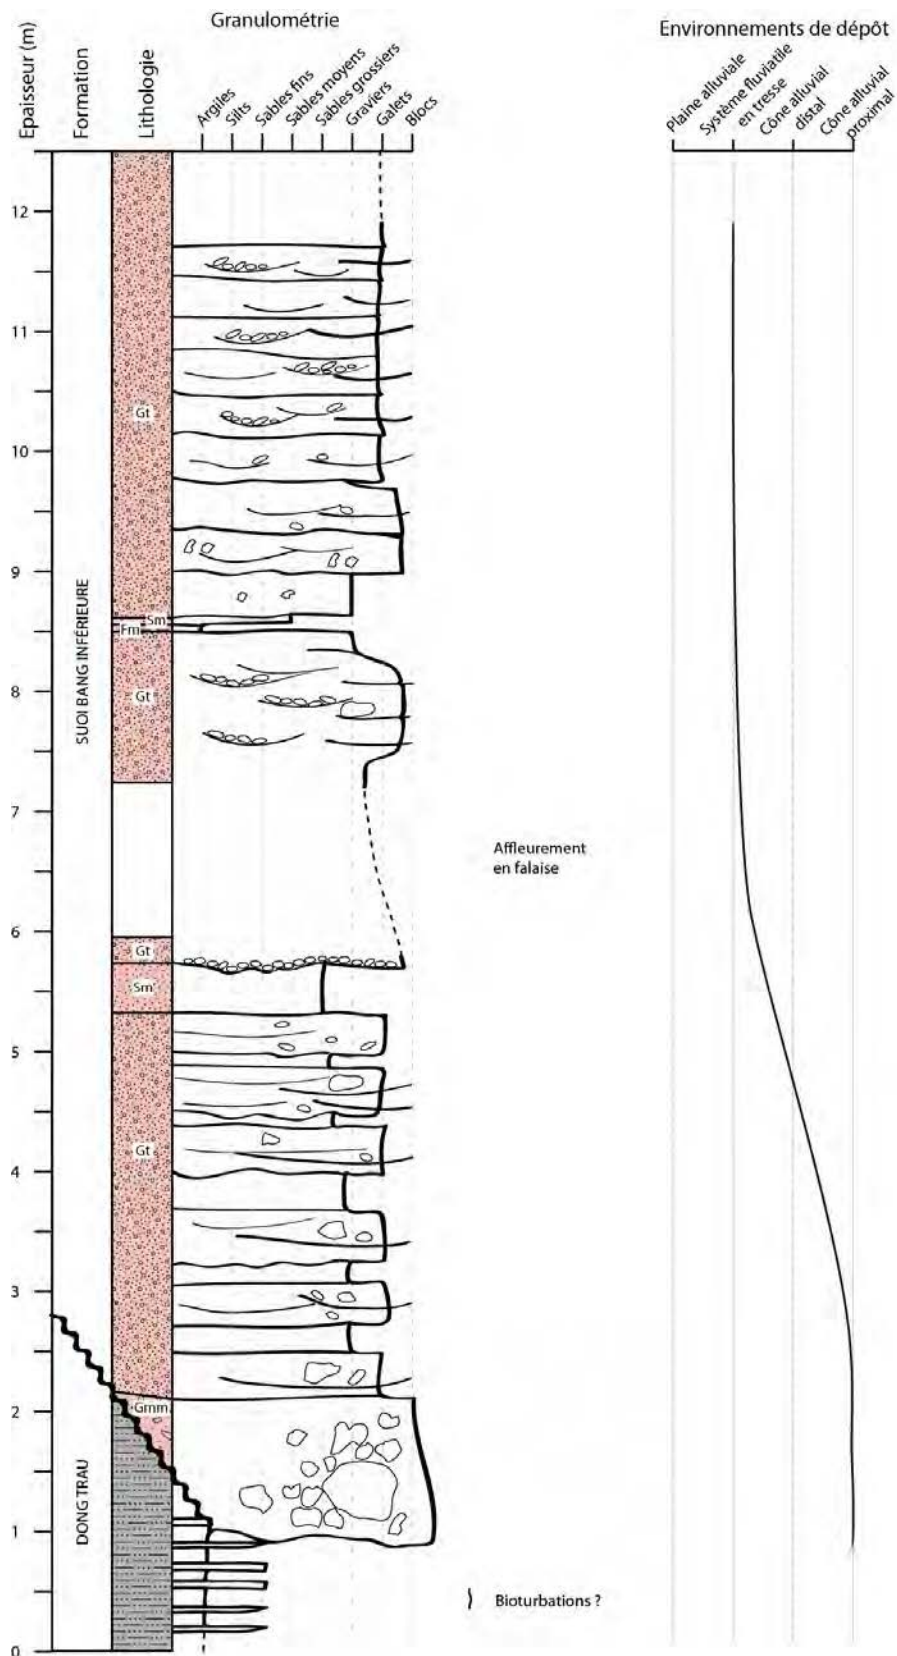 Granulométrie
Environnements de dépôt
Epaisseur (m)
Formation
Lithologie
Argiles
Silts
Sables fins
Sables moyens
Sables grossiers
Graviers
Galets
Blocs
Plaine alluviale
Système fluviatile
en tresse
Cône alluvial
distal
Cône alluvial
proximal
12
11
Gt
10
9
Sm
Fm
SUOI BANG INFÉRIEURE
8
Gt
7
Affleurement
en falaise
6
Gt
Sm
5
Gt
4
3
2
Gmm
DONG TRAU
1
Bioturbations ?
0